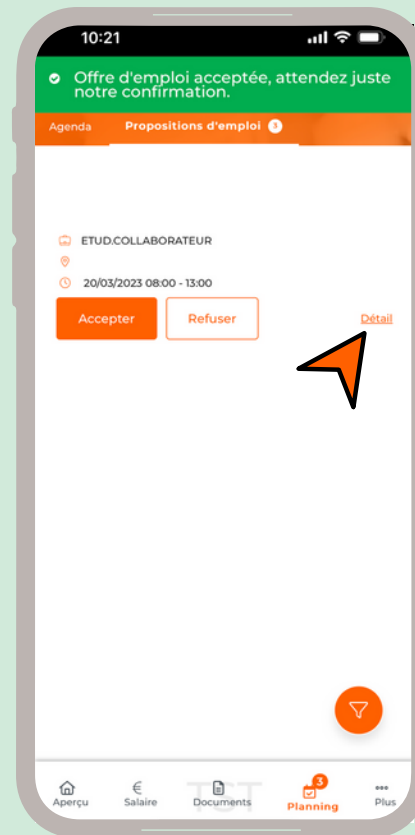 10:21
Offre d'emploi acceptée, attendez juste
notre confirmation.
Agenda Propositions d'emploi 3
ETUD.COLLABORATEUR
20/03/2023 08:00 - 13:00
Accepter Refuser Détail
TST
3
Aperçu € Salaire Documents Planning Plus